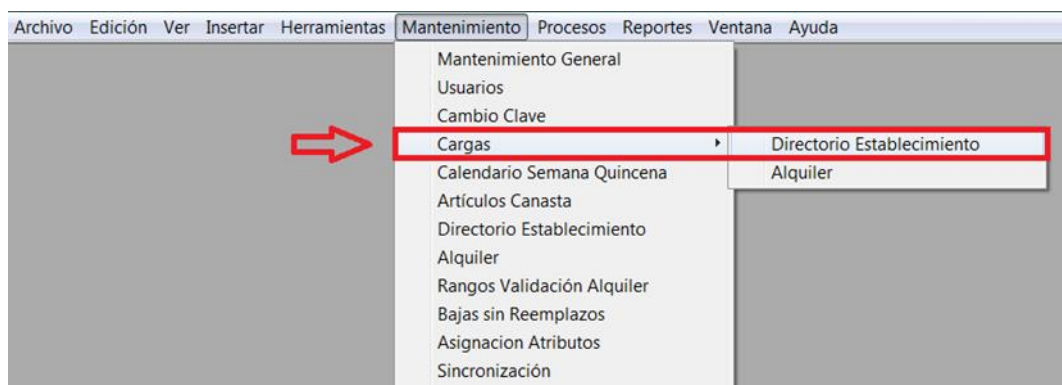 Archivo Edición Ver Insertar Herramientas Mantenimiento Procesos Reportes Ventana Ayuda
Mantenimiento General
Usuarios
Cambio Clave
Cargas Directorio Establecimiento
Calendario Semana Quincena Alquiler
Artículos Canasta
Directorio Establecimiento
Alquiler
Rangos Validación Alquiler
Bajas sin Reemplazos
Asignacion Atributos
Sincronización